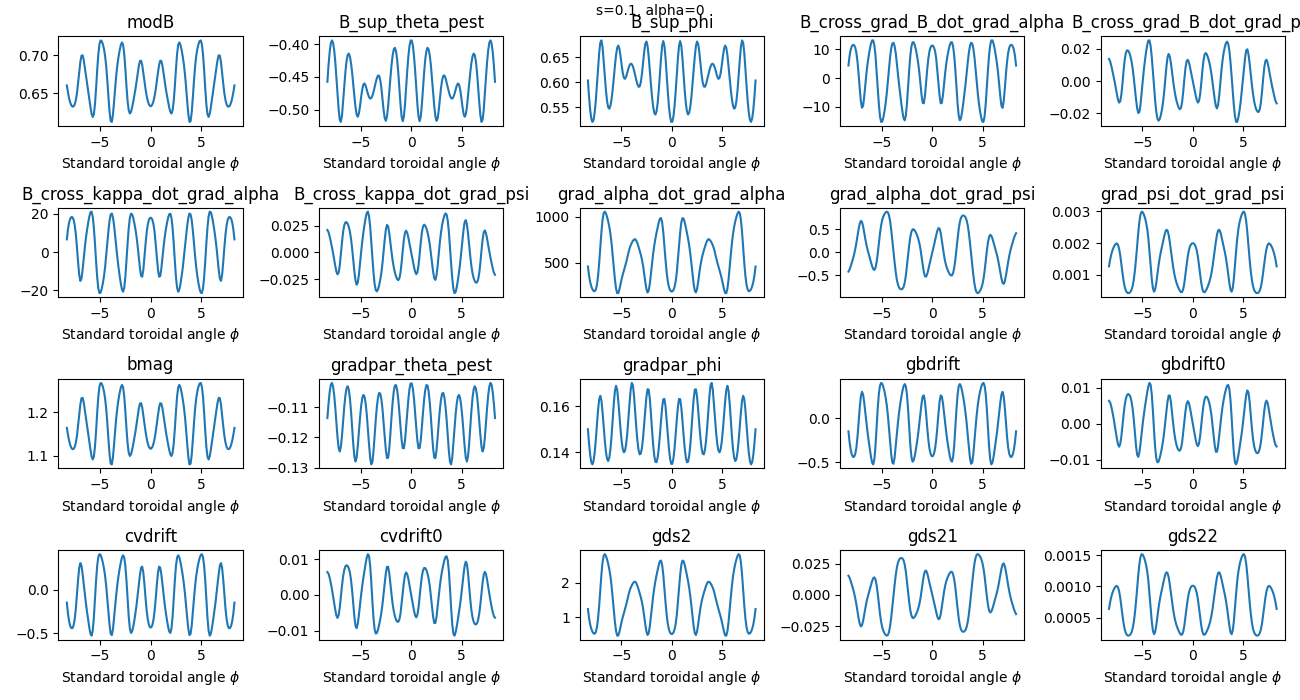 s=0.1, alpha=0
modB
B_sup_theta_pest
B_sup_phi
B_cross_grad_B_dot_grad_alpha
B_cross_grad_B_dot_grad_p
0.70
0.65
−5 0 5
Standard toroidal angle ϕ
−0.40
−0.45
−0.50
−5 0 5
Standard toroidal angle ϕ
0.65
0.60
0.55
−5 0 5
Standard toroidal angle ϕ
10
0
−10
−5 0 5
Standard toroidal angle ϕ
0.02
0.00
−0.02
−5 0 5
Standard toroidal angle ϕ
B_cross_kappa_dot_grad_alpha
B_cross_kappa_dot_grad_psi
grad_alpha_dot_grad_alpha
grad_alpha_dot_grad_psi
grad_psi_dot_grad_psi
20
0
−20
−5 0 5
Standard toroidal angle ϕ
0.025
0.000
−0.025
−5 0 5
Standard toroidal angle ϕ
1000
500
−5 0 5
Standard toroidal angle ϕ
0.5
0.0
−0.5
−5 0 5
Standard toroidal angle ϕ
0.003
0.002
0.001
−5 0 5
Standard toroidal angle ϕ
bmag
gradpar_theta_pest
gradpar_phi
gbdrift
gbdrift0
1.2
1.1
−5 0 5
Standard toroidal angle ϕ
−0.11
−0.12
−0.13
−5 0 5
Standard toroidal angle ϕ
0.16
0.14
−5 0 5
Standard toroidal angle ϕ
0.0
−0.5
−5 0 5
Standard toroidal angle ϕ
0.01
0.00
−0.01
−5 0 5
Standard toroidal angle ϕ
cvdrift
cvdrift0
gds2
gds21
gds22
0.0
−0.5
−5 0 5
Standard toroidal angle ϕ
0.01
0.00
−0.01
−5 0 5
Standard toroidal angle ϕ
2
1
−5 0 5
Standard toroidal angle ϕ
0.025
0.000
−0.025
−5 0 5
Standard toroidal angle ϕ
0.0015
0.0010
0.0005
−5 0 5
Standard toroidal angle ϕ